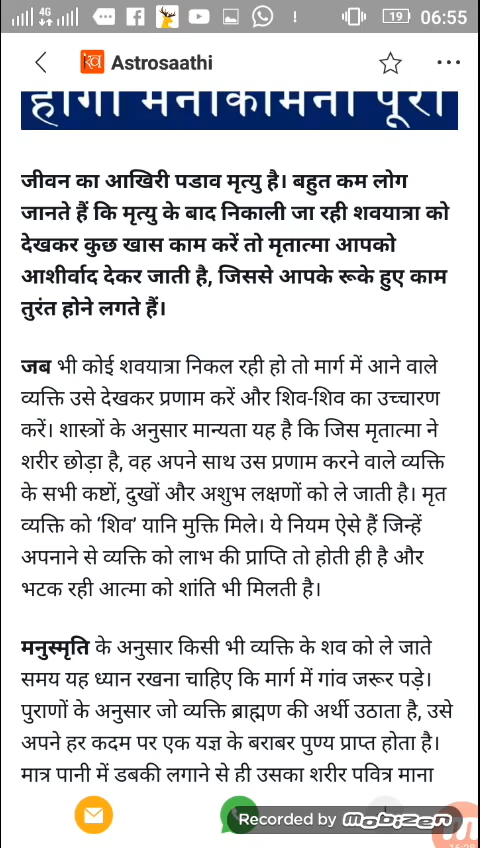 4G
19
06:55
Astrosaathi
होगी मनोकामना पूरी
जीवन का आखिरी पडाव मृत्यु है। बहुत कम लोग
जानते हैं कि मृत्यु के बाद निकाली जा रही शवयात्रा को
देखकर कुछ खास काम करें तो मृतात्मा आपको
आशीर्वाद देकर जाती है, जिससे आपके रूके हुए काम
तुरंत होने लगते हैं।
जब भी कोई शवयात्रा निकल रही हो तो मार्ग में आने वाले
व्यक्ति उसे देखकर प्रणाम करें और शिव-शिव का उच्चारण
करें। शास्त्रों के अनुसार मान्यता यह है कि जिस मृतात्मा ने
शरीर छोड़ा है, वह अपने साथ उस प्रणाम करने वाले व्यक्ति
के सभी कष्टों, दुखों और अशुभ लक्षणों को ले जाती है। मृत
व्यक्ति को ‘शिव’ यानि मुक्ति मिले। ये नियम ऐसे हैं जिन्हें
अपनाने से व्यक्ति को लाभ की प्राप्ति तो होती ही है और
भटक रही आत्मा को शांति भी मिलती है।
मनुस्मृति के अनुसार किसी भी व्यक्ति के शव को ले जाते
समय यह ध्यान रखना चाहिए कि मार्ग में गांव जरूर पड़े।
पुराणों के अनुसार जो व्यक्ति ब्राह्मण की अर्थी उठाता है, उसे
अपने हर कदम पर एक यज्ञ के बराबर पुण्य प्राप्त होता है।
मात्र पानी में डुबकी लगाने से ही उसका शरीर पवित्र माना
Recorded by mobizen